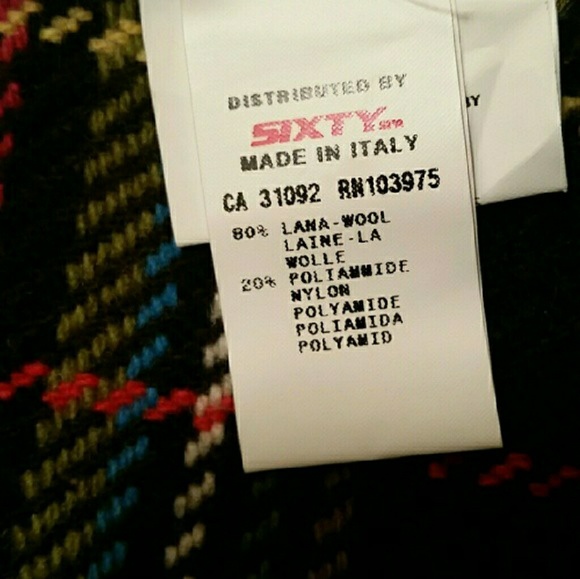 DISTRIBUTED BY
SIXTY SPA
MADE IN ITALY
CA 31092 RN103975
80% LANA-WOOL
LAINE-LA
WOLLE
20% POLIAMMIDE
NYLON
POLYAMIDE
POLIAMIDA
POLYAMID